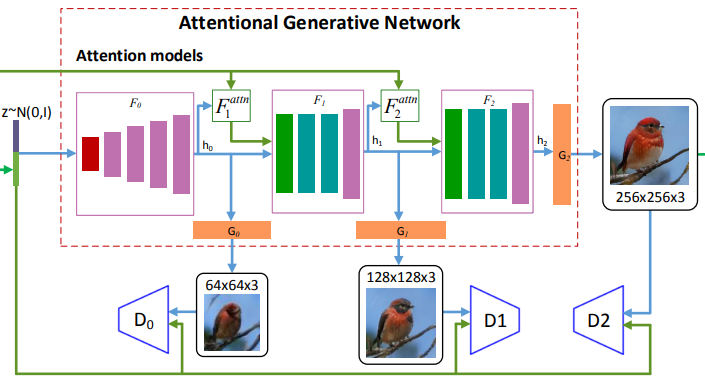 Attentional Generative Network
Attention models
z~N(0,I)
F0
F1attn
F1
F2attn
F2
h0
h1
h2
G2
256x256x3
G0
G1
64x64x3
128x128x3
D0
D1
D2